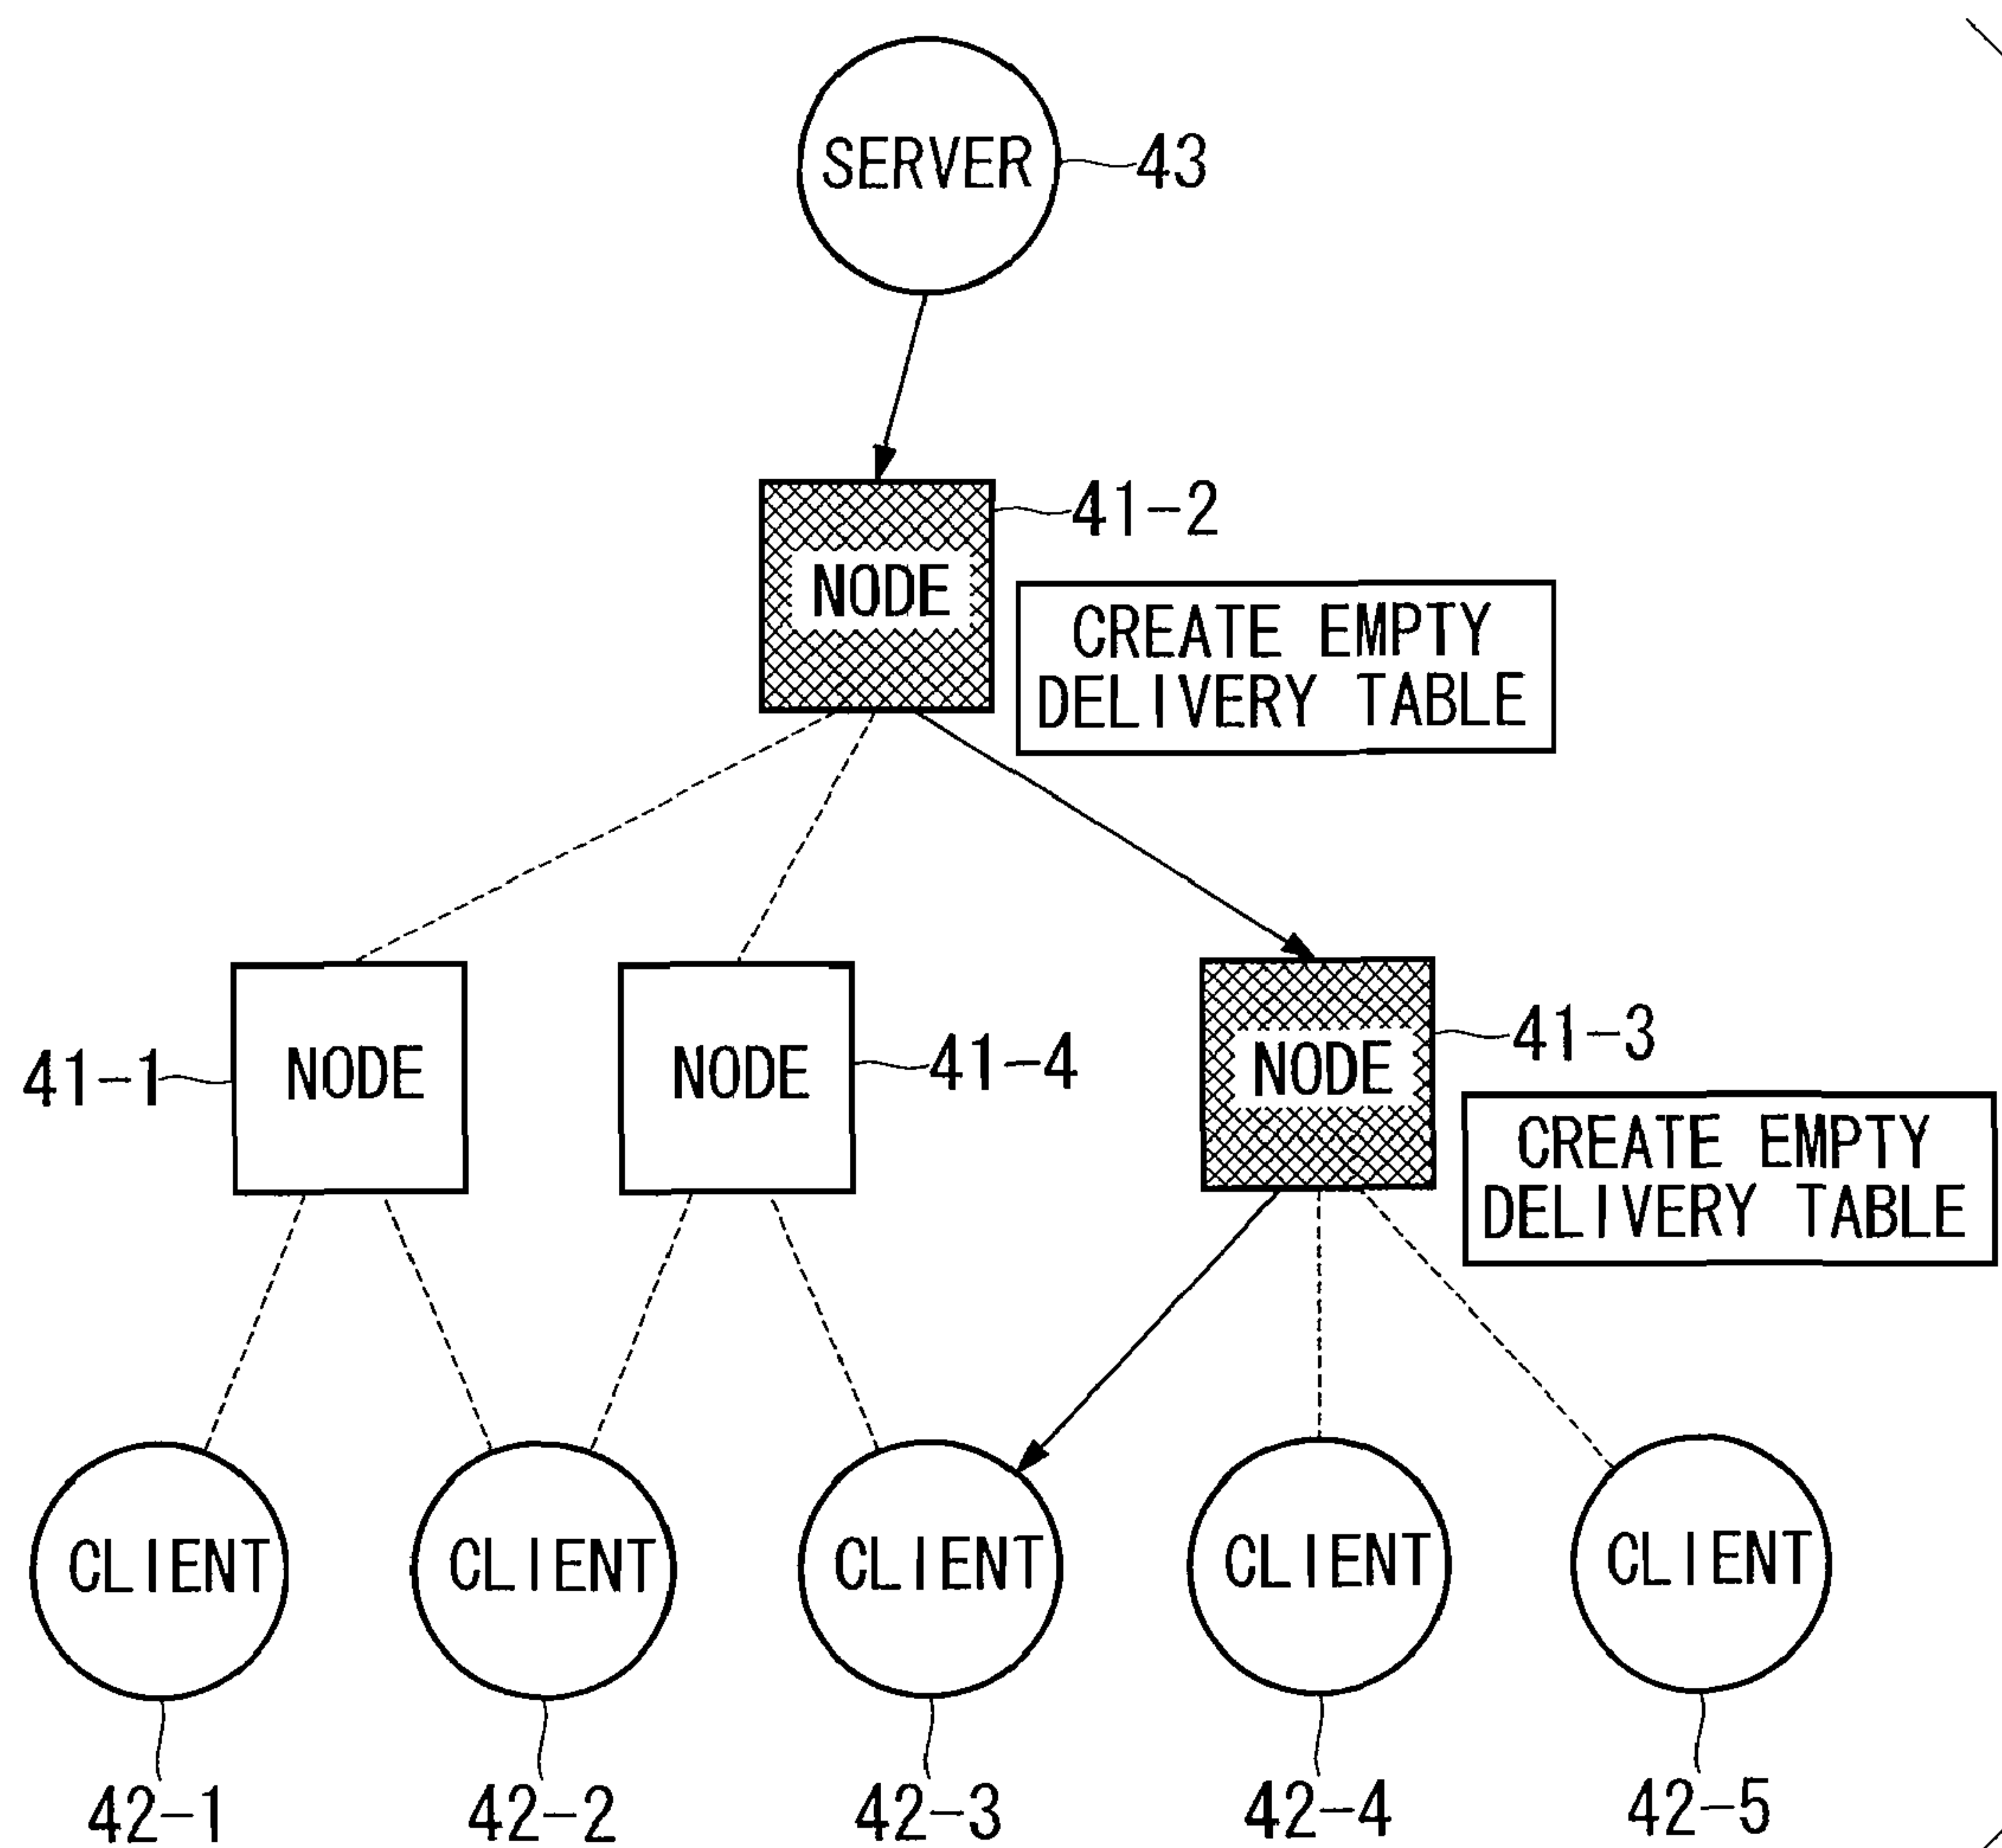 SERVER
43
41-2
NODE
CREATE EMPTY
DELIVERY TABLE
41-1
NODE
NODE
41-4
NODE
41-3
CREATE EMPTY
DELIVERY TABLE
CLIENT
CLIENT
CLIENT
CLIENT
CLIENT
42-1
42-2
42-3
42-4
42-5